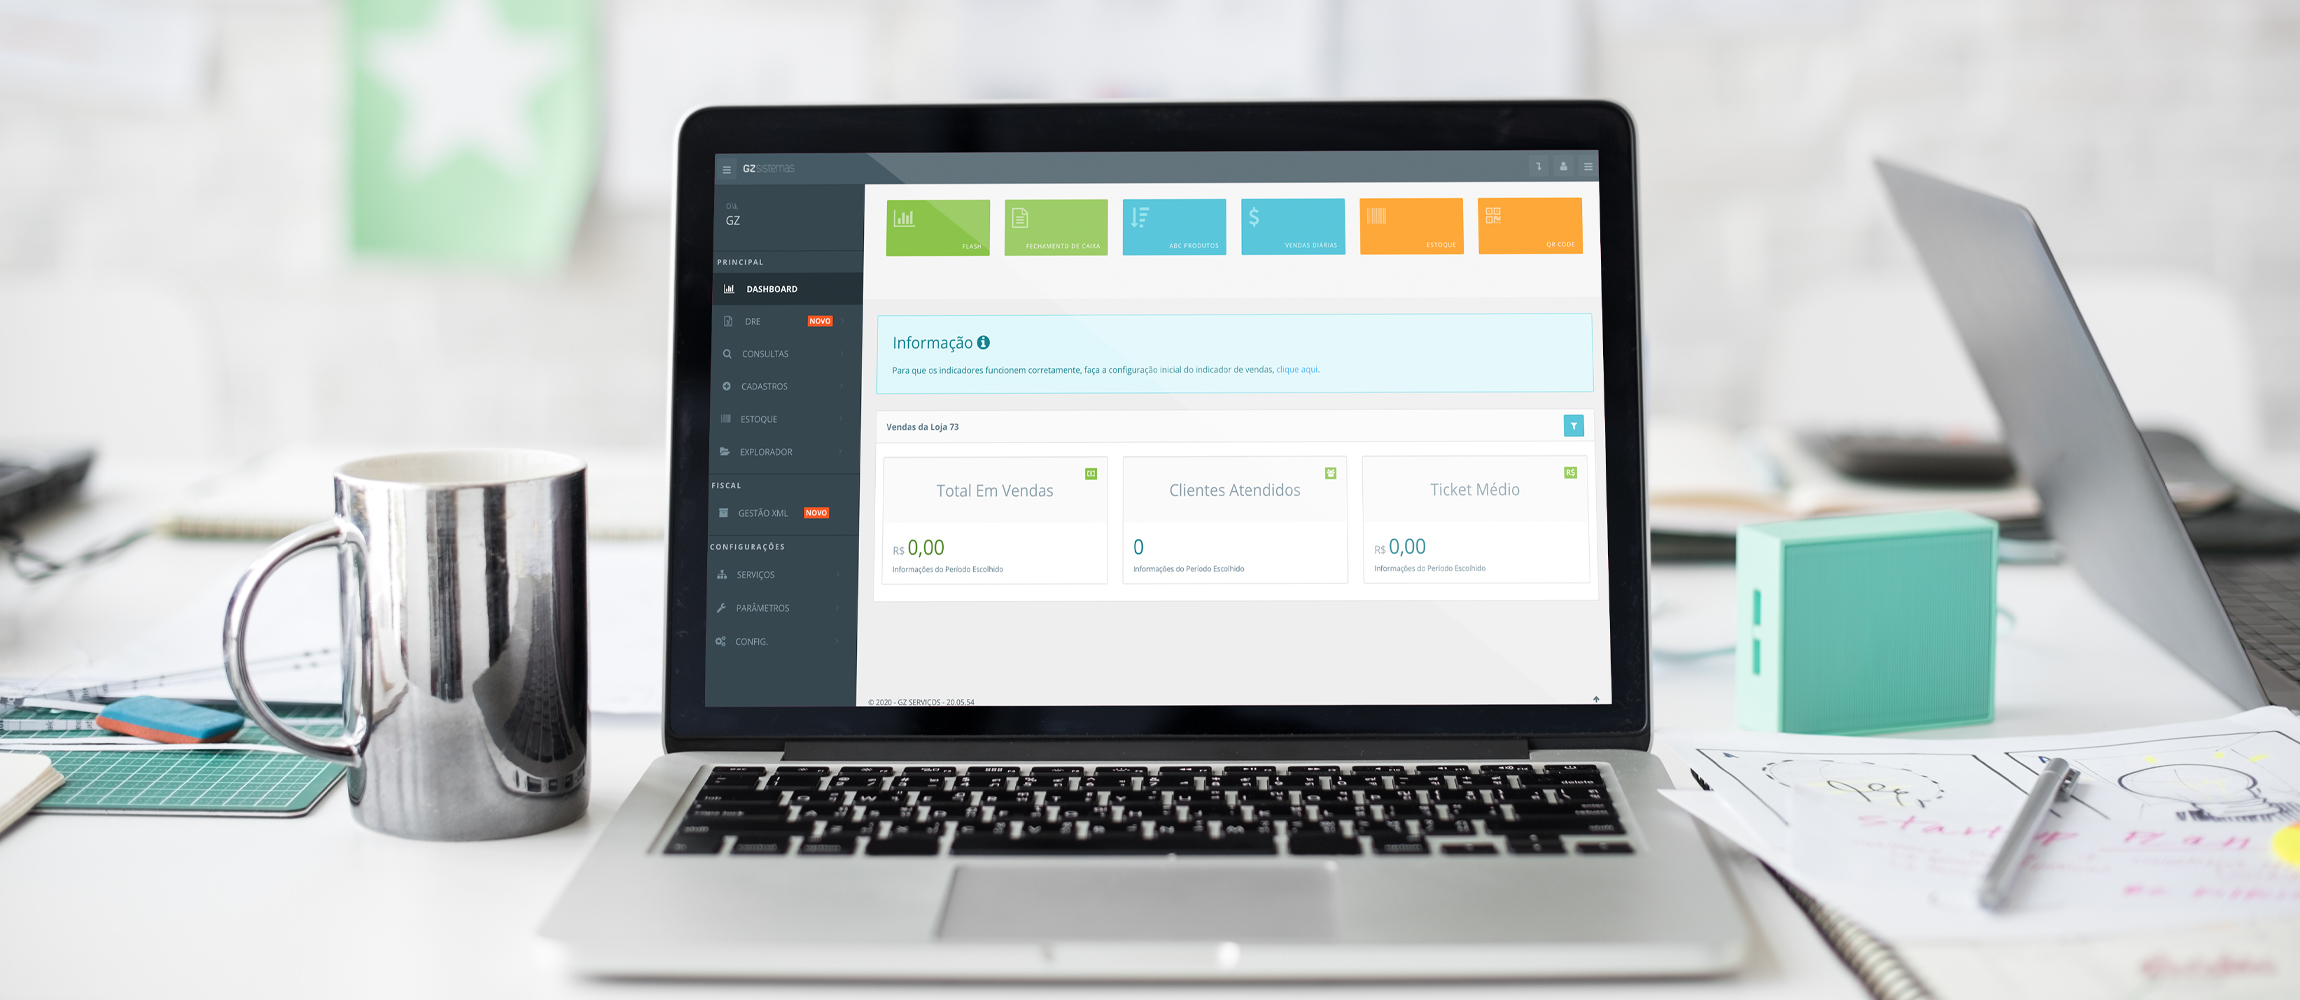 GZsistemas
OLÁ,
GZ
PRINCIPAL
DASHBOARD
DRE NOVO
CONSULTAS
CADASTROS
ESTOQUE
EXPLORADOR
FISCAL
GESTÃO XML NOVO
CONFIGURAÇÕES
SERVIÇOS
PARÂMETROS
CONFIG.
FLASH
FECHAMENTO DE CAIXA
ABC PRODUTOS
VENDAS DIÁRIAS
ESTOQUE
QR CODE
Informação
Para que os indicadores funcionem corretamente, faça a configuração inicial do indicador de vendas, clique aqui.
Vendas da Loja 73
Total Em Vendas
R$ 0,00
Informações do Período Escolhido
Clientes Atendidos
0
Informações do Período Escolhido
R$
Ticket Médio
R$ 0,00
Informações do Período Escolhido
© 2020 - GZ SERVIÇOS - 20.05.54
startup